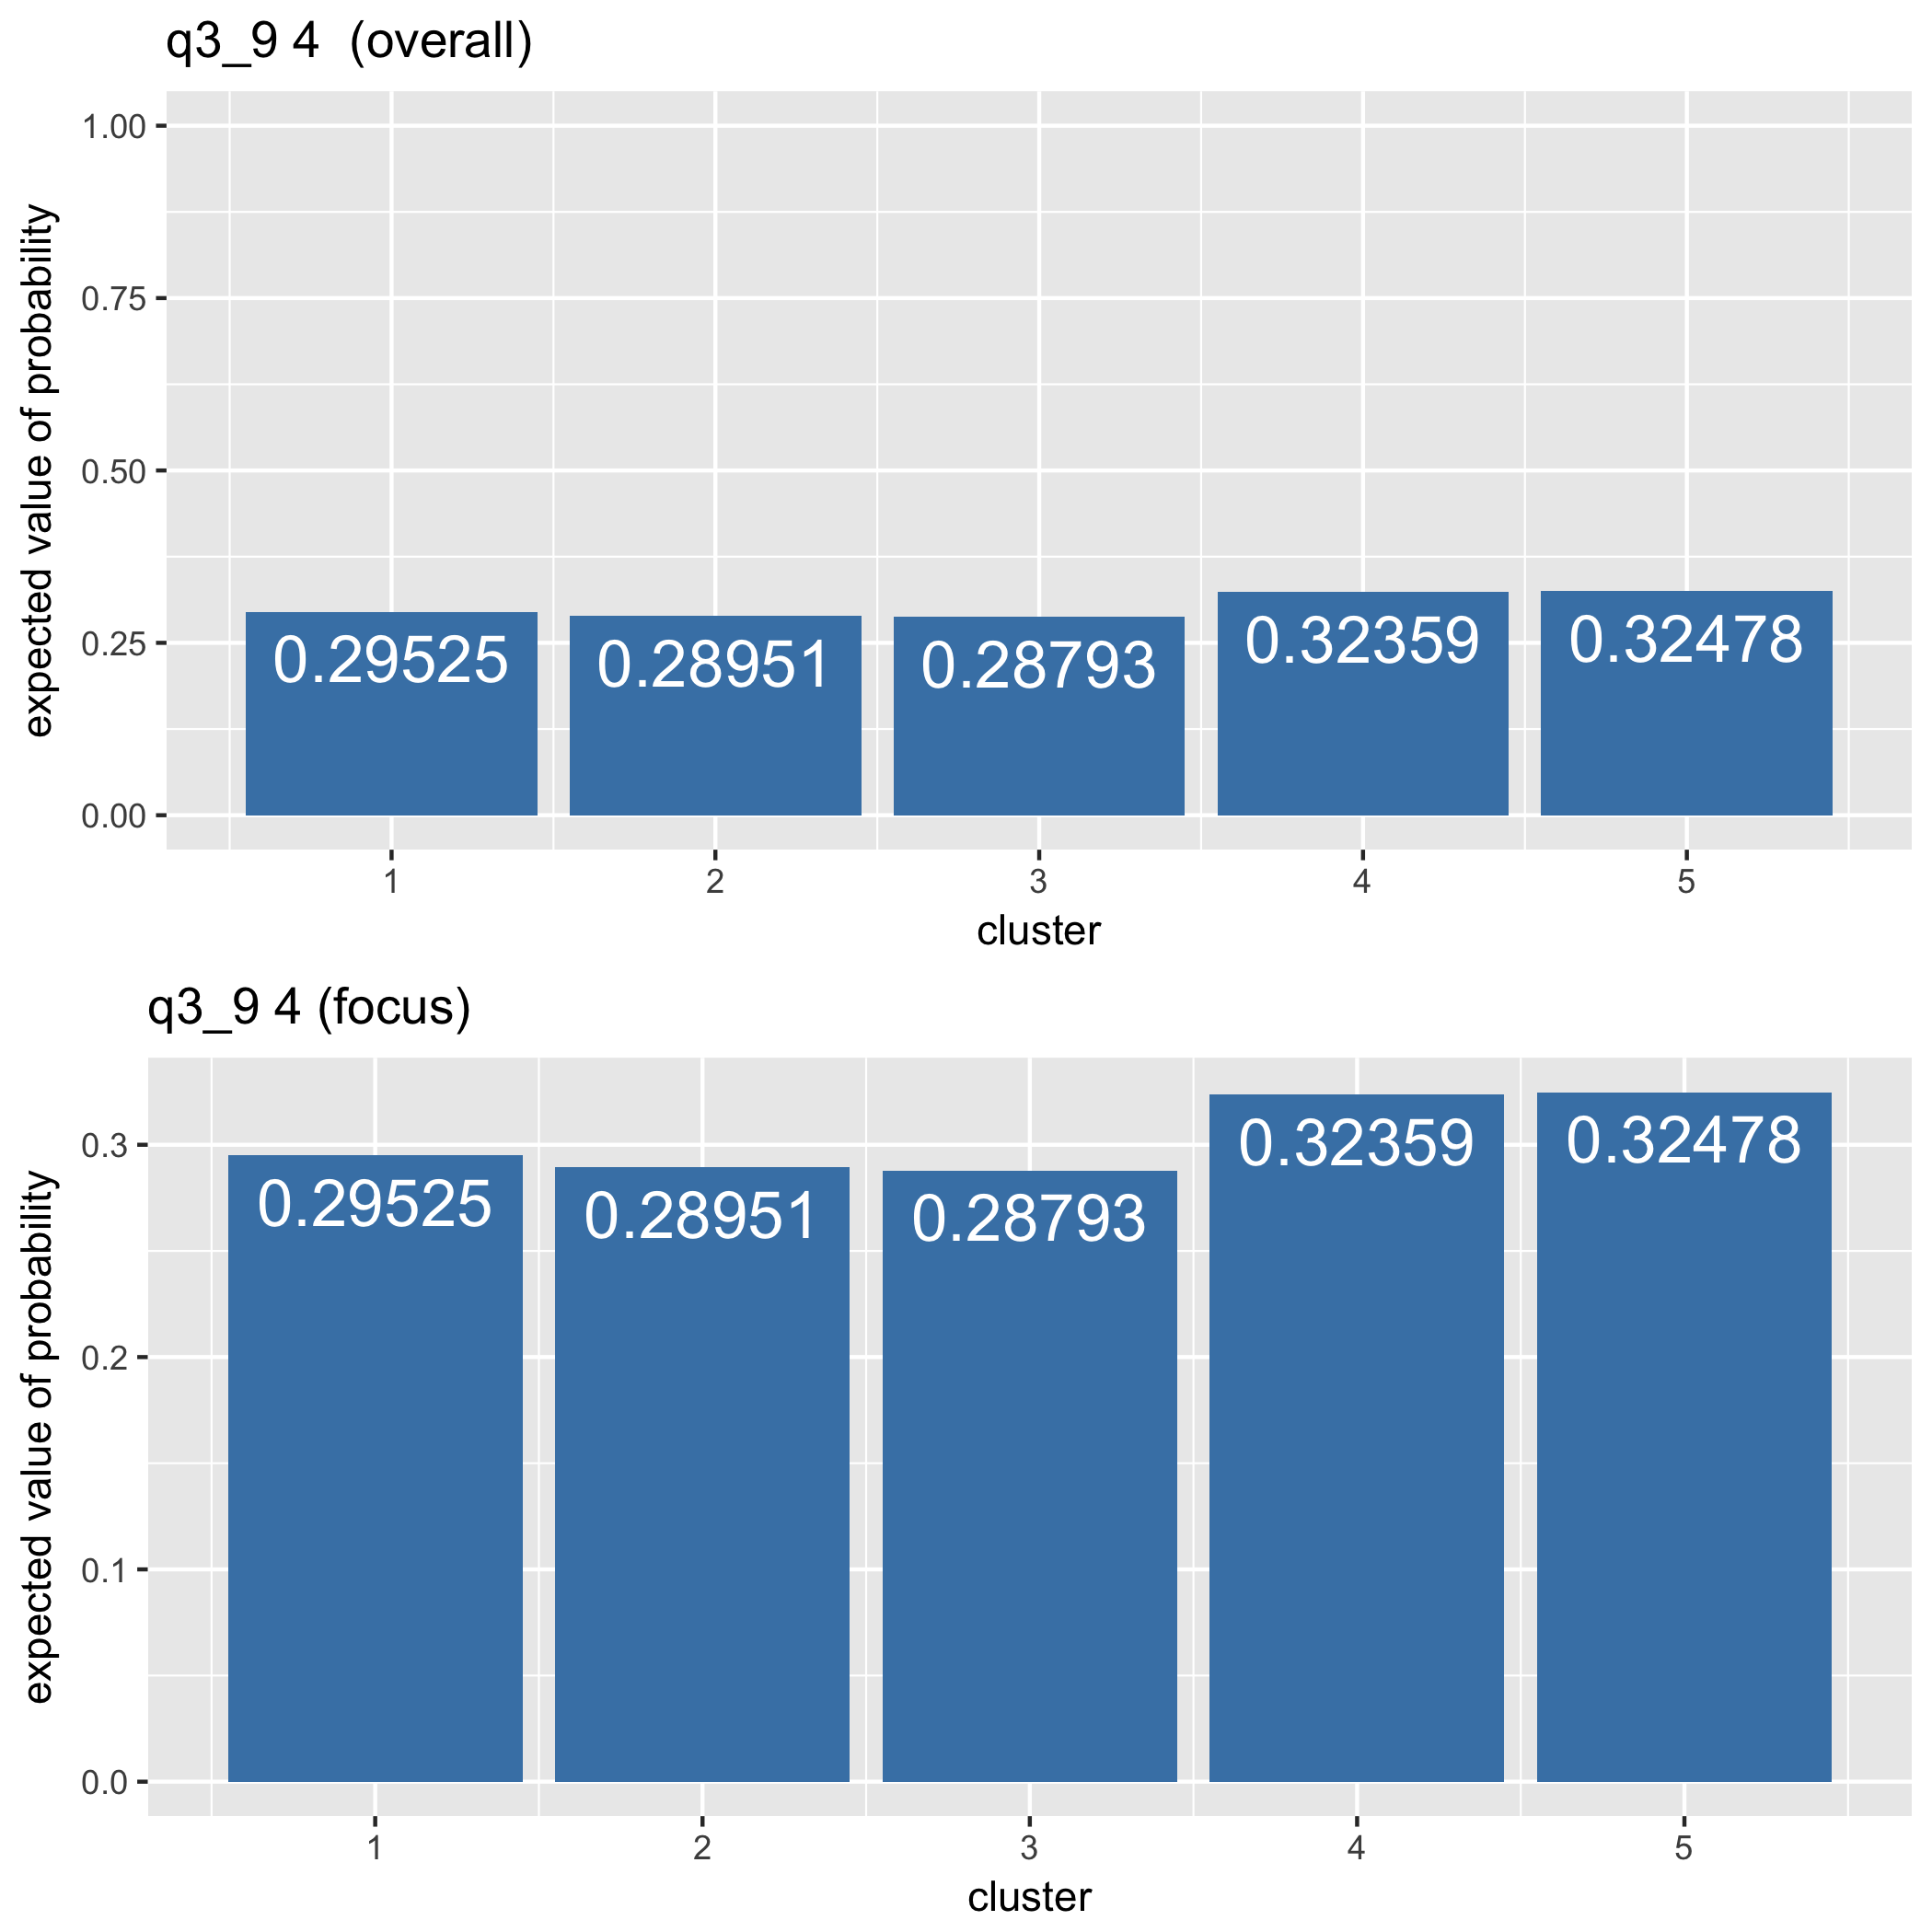 q3_9 4 (overall)
expected value of probability
1.00
0.75
0.50
0.25
0.00
0.29525 0.28951 0.28793 0.32359 0.32478
1 2 3 4 5
cluster
q3_9 4 (focus)
expected value of probability
0.3
0.2
0.1
0.0
0.29525 0.28951 0.28793 0.32359 0.32478
1 2 3 4 5
cluster